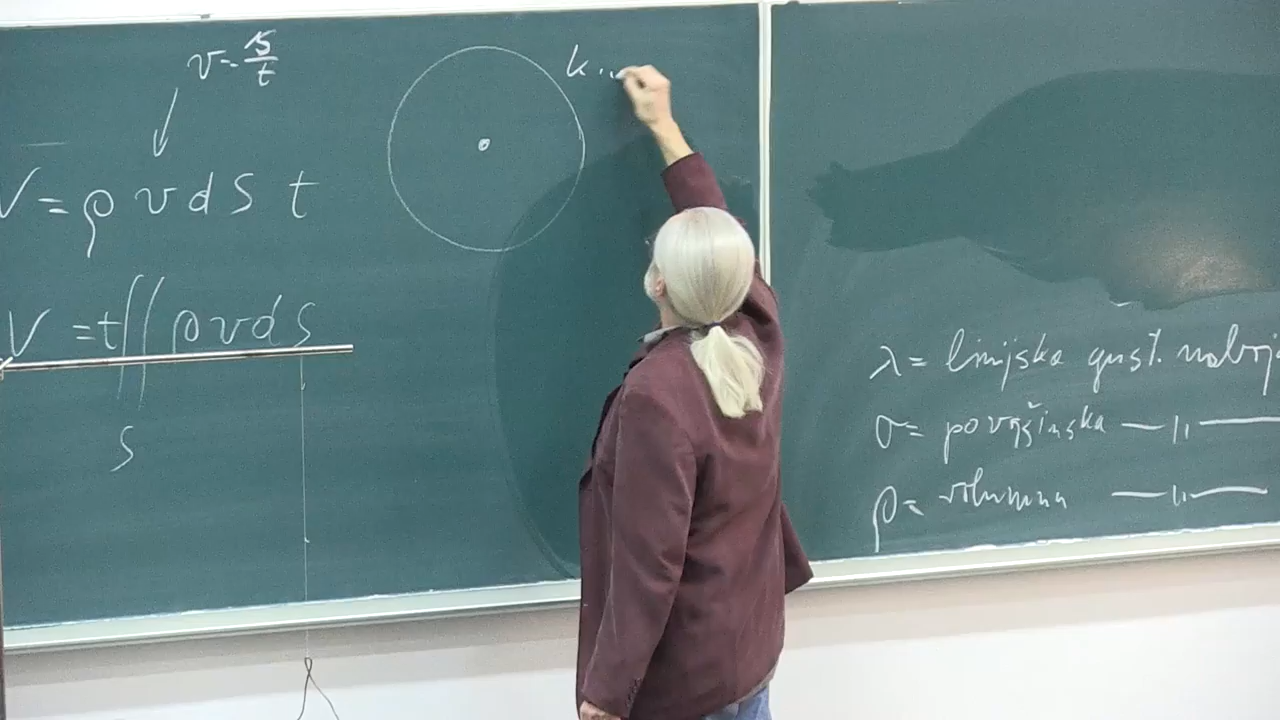 v = s/t
V = ρ v d S t
V = t ∬ ρ v d S
S
k . .
λ = linijska gust. naboja
σ = površinska —〃—
ρ = volumna —〃—